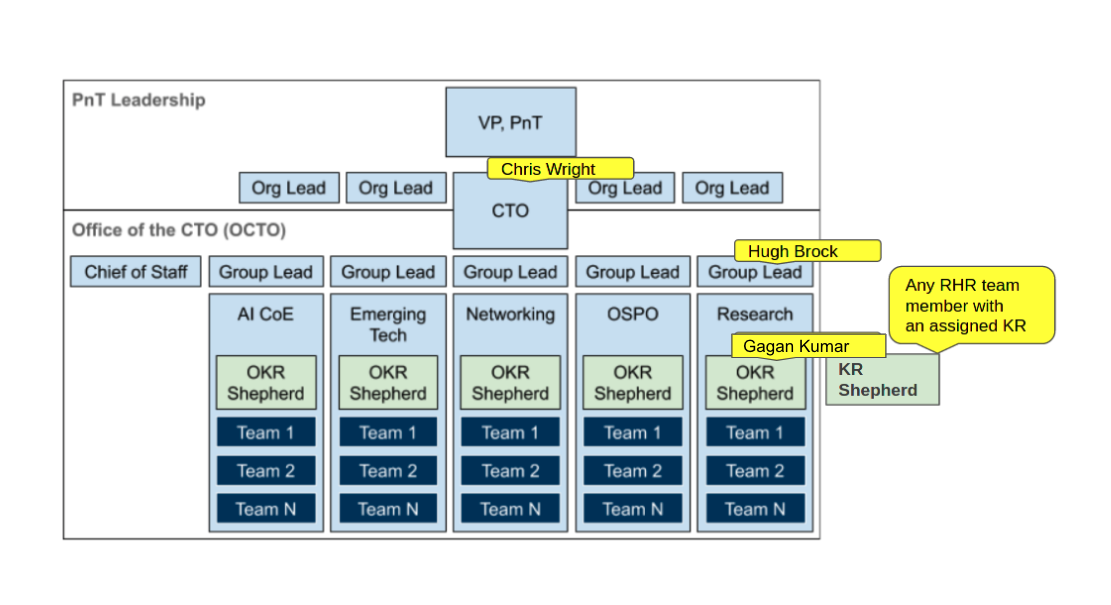 PnT Leadership
VP, PnT
Chris Wright
Org Lead
Org Lead
Org Lead
Org Lead
CTO
Office of the CTO (OCTO)
Hugh Brock
Chief of Staff
Group Lead
Group Lead
Group Lead
Group Lead
Group Lead
Any RHR team
member with
an assigned KR
AI CoE
Emerging
Tech
Networking
OSPO
Research
Gagan Kumar
OKR
Shepherd
OKR
Shepherd
OKR
Shepherd
OKR
Shepherd
OKR
Shepherd
KR
Shepherd
Team 1
Team 1
Team 1
Team 1
Team 1
Team 2
Team 2
Team 2
Team 2
Team 2
Team N
Team N
Team N
Team N
Team N